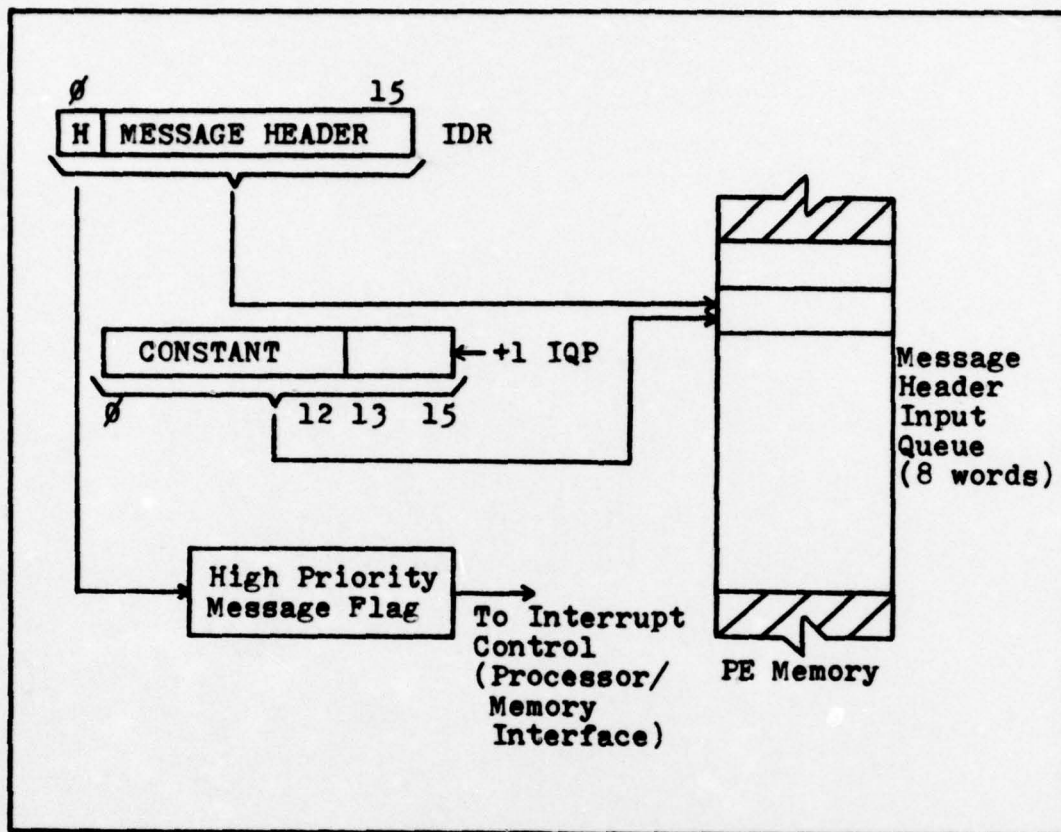 Ø 15
H MESSAGE HEADER IDR
CONSTANT +1 IQP
Ø 12 13 15
Message
Header
Input
Queue
(8 words)
High Priority
Message Flag
To Interrupt
Control
(Processor/
Memory
Interface)
PE Memory